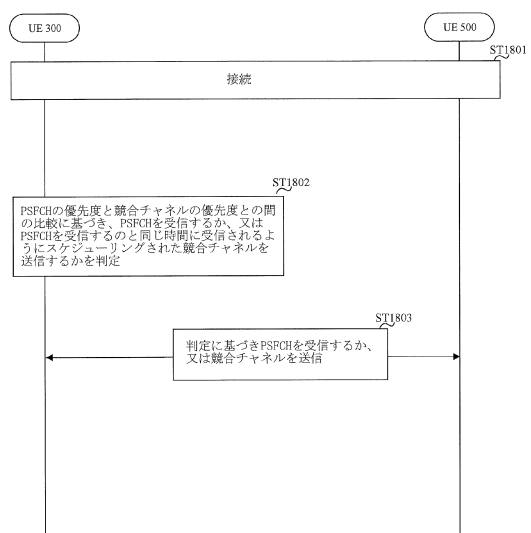 UE 300
UE 500
ST1801
接続
ST1802
PSFCHの優先度と競合チャネルの優先度との間
の比較に基づき、PSFCHを受信するか、又は
PSFCHを受信するのと同じ時間に受信されるよ
うにスケジューリングされた競合チャネルを
送信するかを判定
ST1803
判定に基づきPSFCHを受信するか、
又は競合チャネルを送信